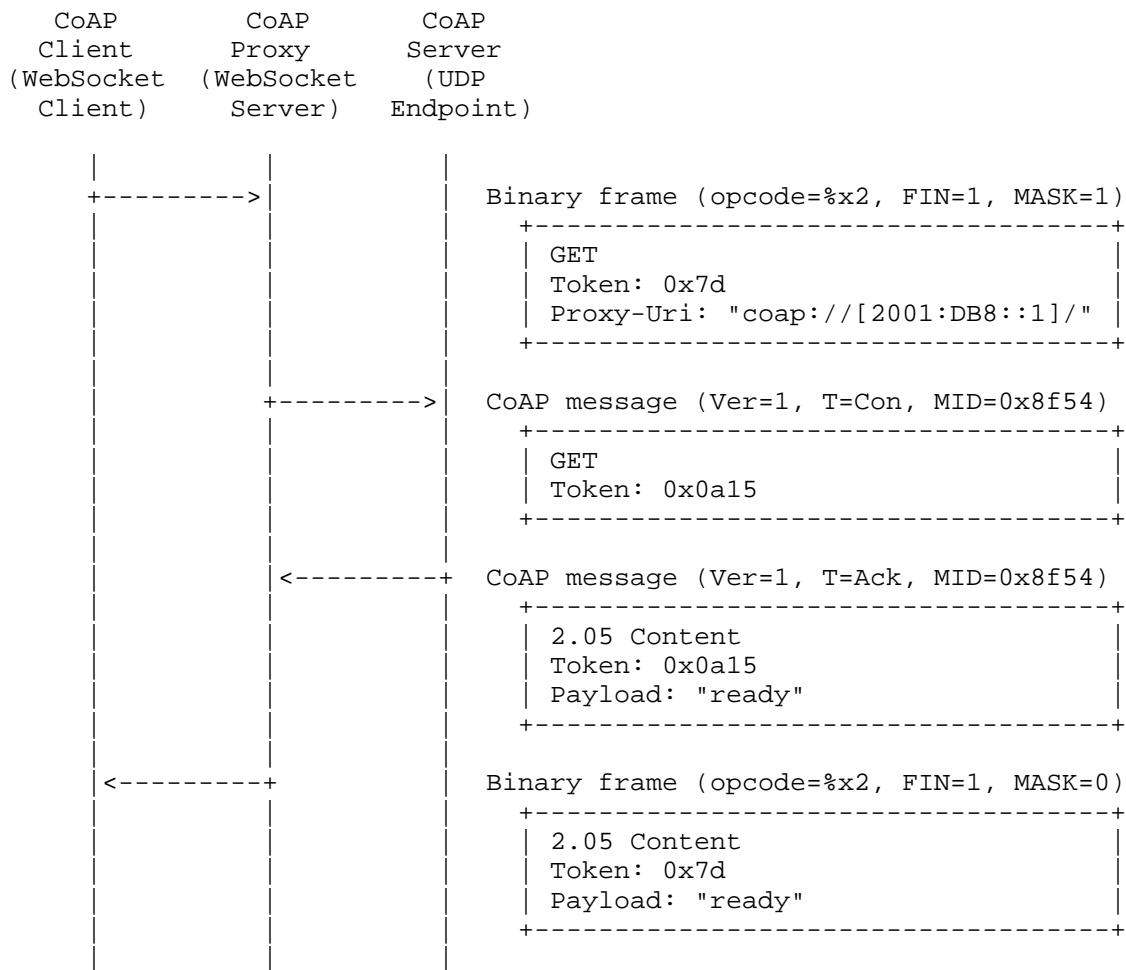 CoAP CoAP CoAP
Client Proxy Server
(WebSocket (WebSocket (UDP
Client) Server) Endpoint)
Binary frame (opcode=%x2, FIN=1, MASK=1)
GET
Token: 0x7d
Proxy-Uri: "coap://[2001:DB8::1]/"
CoAP message (Ver=1, T=Con, MID=0x8f54)
GET
Token: 0x0a15
CoAP message (Ver=1, T=Ack, MID=0x8f54)
2.05 Content
Token: 0x0a15
Payload: "ready"
Binary frame (opcode=%x2, FIN=1, MASK=0)
2.05 Content
Token: 0x7d
Payload: "ready"